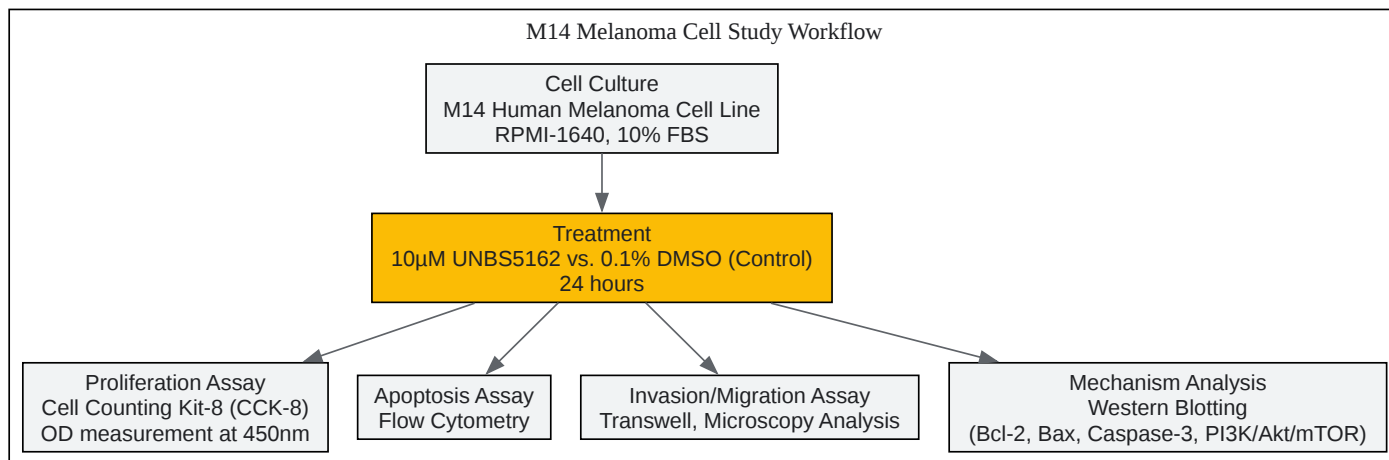 M14 Melanoma Cell Study Workflow
Cell Culture
M14 Human Melanoma Cell Line
RPMI-1640, 10% FBS
Treatment
10µM UNBS5162 vs. 0.1% DMSO (Control)
24 hours
Proliferation Assay
Cell Counting Kit-8 (CCK-8)
OD measurement at 450nm
Apoptosis Assay
Flow Cytometry
Invasion/Migration Assay
Transwell, Microscopy Analysis
Mechanism Analysis
Western Blotting
(Bcl-2, Bax, Caspase-3, PI3K/Akt/mTOR)